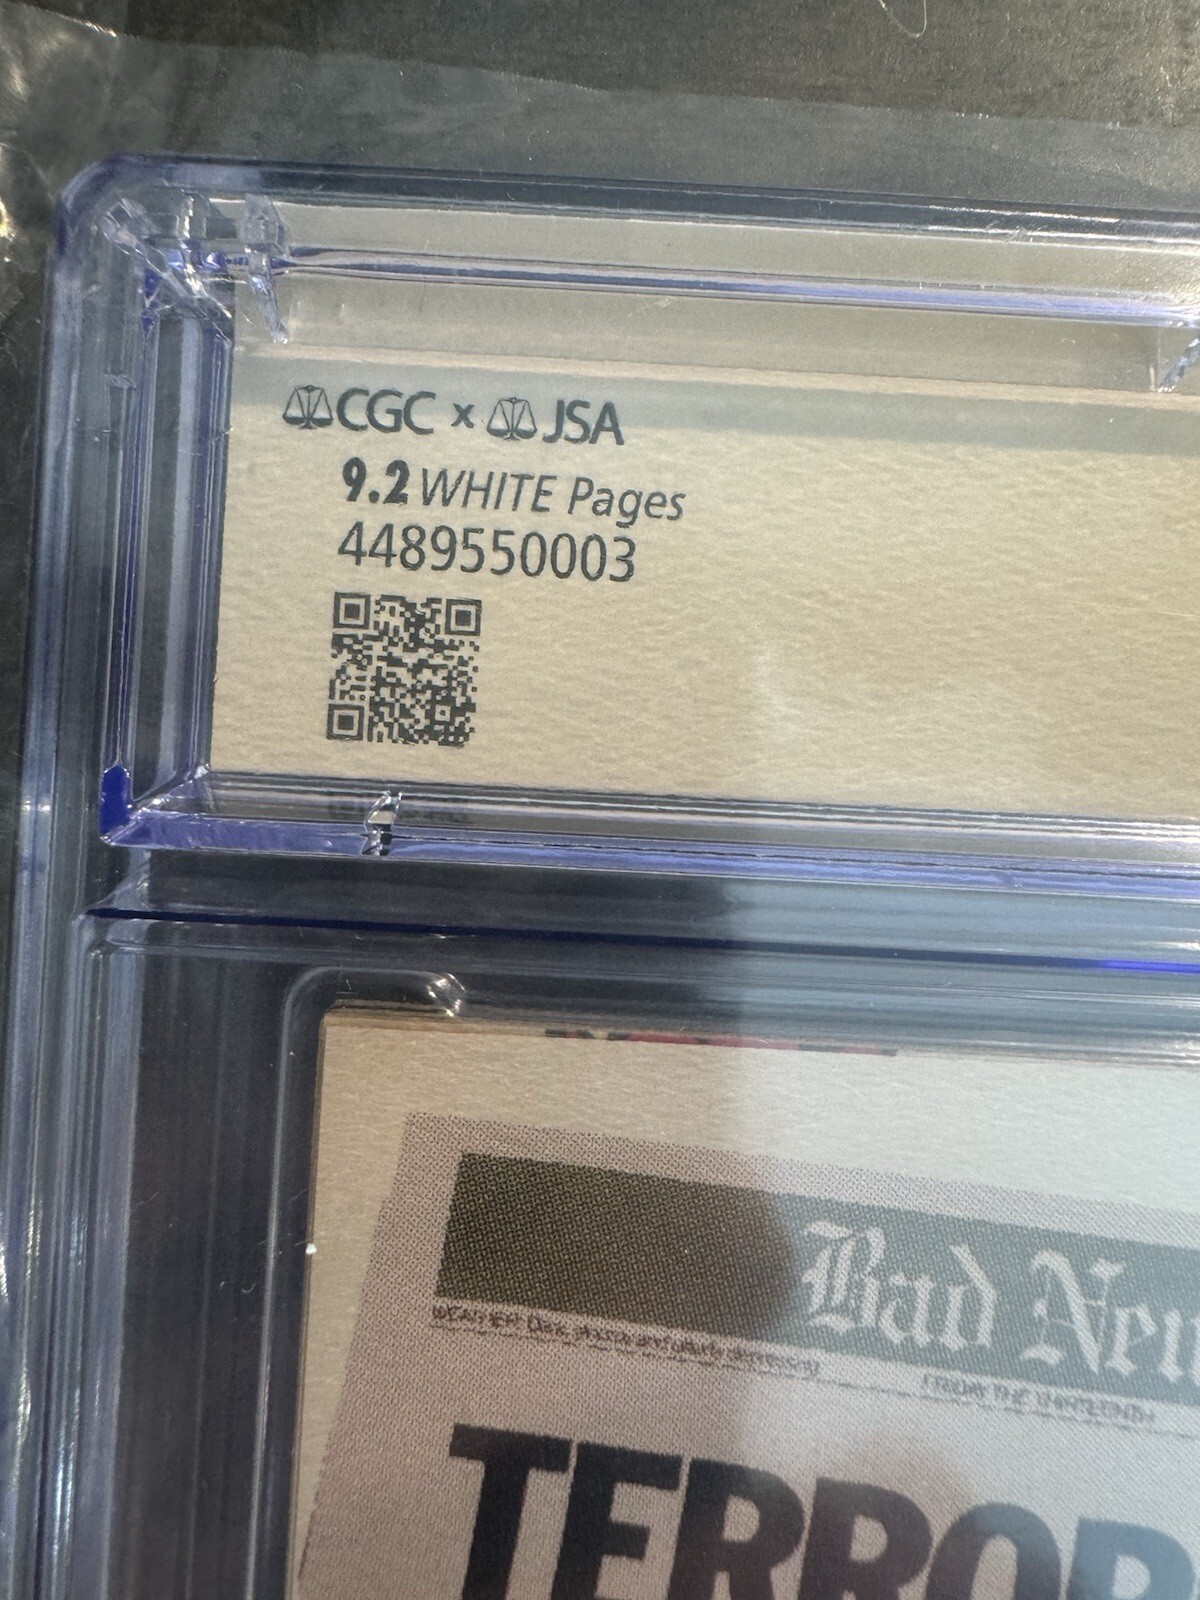 CGC x JSA
9.2 WHITE Pages
4489550003
Bad New
FRIDAY THE THIRTEENTH
TERROR